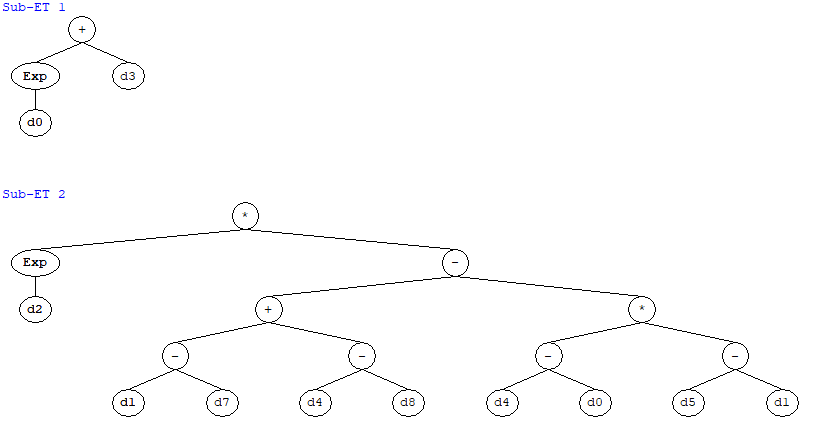 Sub-ET 1
+
Exp d3
d0
Sub-ET 2
*
Exp -
d2 + *
- - - -
d1 d7 d4 d8 d4 d0 d5 d1